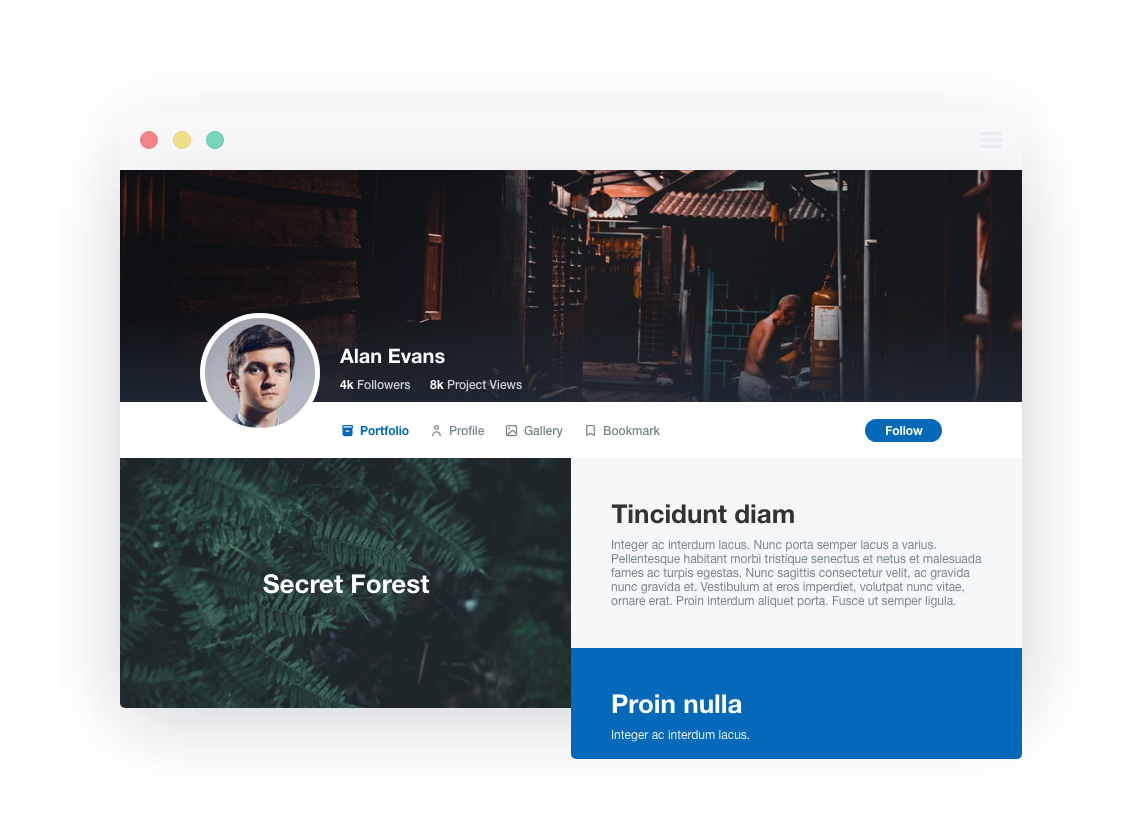 Alan Evans
4k Followers 8k Project Views
Portfolio Profile Gallery Bookmark Follow
Secret Forest
Tincidunt diam
Integer ac interdum lacus. Nunc porta semper lacus a varius.
Pellentesque habitant morbi tristique senectus et netus et malesuada
fames ac turpis egestas. Nunc sagittis consectetur velit, ac gravida
nunc gravida et. Vestibulum at eros imperdiet, volutpat nunc vitae,
ornare erat. Proin interdum aliquet porta. Fusce ut semper ligula.
Proin nulla
Integer ac interdum lacus.